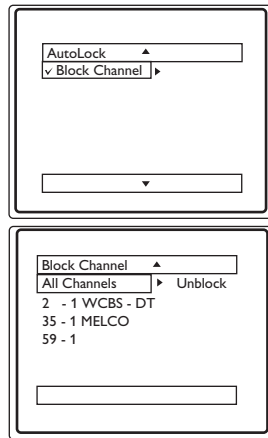 AutoLock
✓ Block Channel
Block Channel
All Channels Unblock
2 - 1 WCBS - DT
35 - 1 MELCO
59 - 1